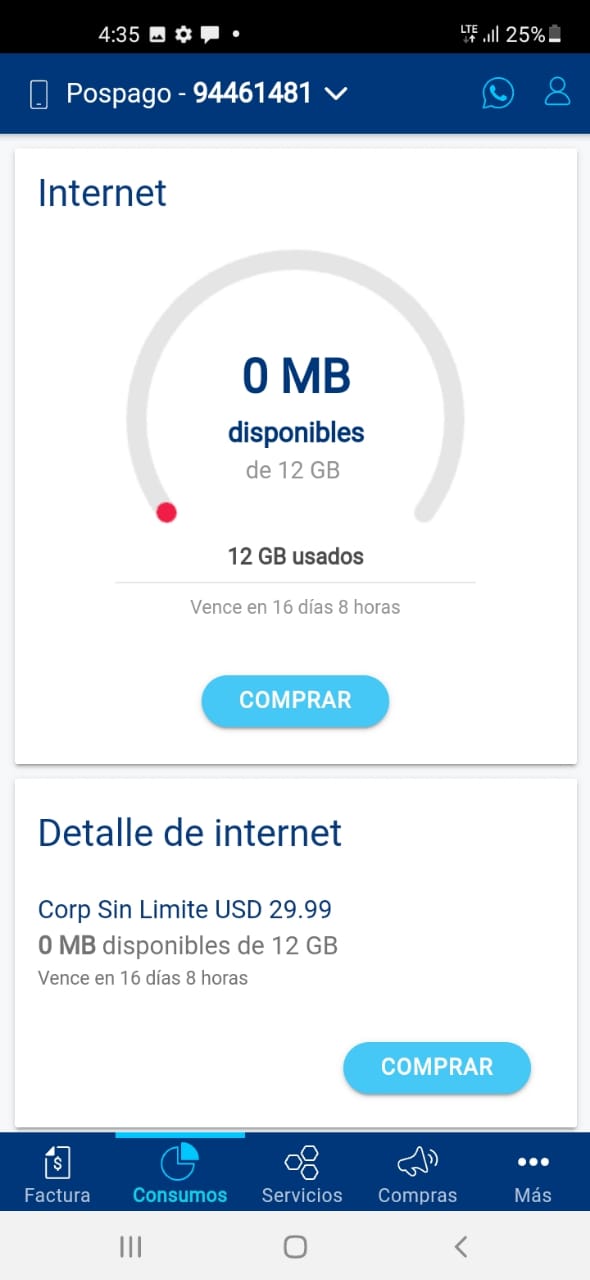 4:35
LTE 25%
Pospago - 94461481
Internet
0 MB
disponibles
de 12 GB
12 GB usados
Vence en 16 días 8 horas
COMPRAR
Detalle de internet
Corp Sin Limite USD 29.99
0 MB disponibles de 12 GB
Vence en 16 días 8 horas
COMPRAR
Factura
Consumos
Servicios
Compras
Más